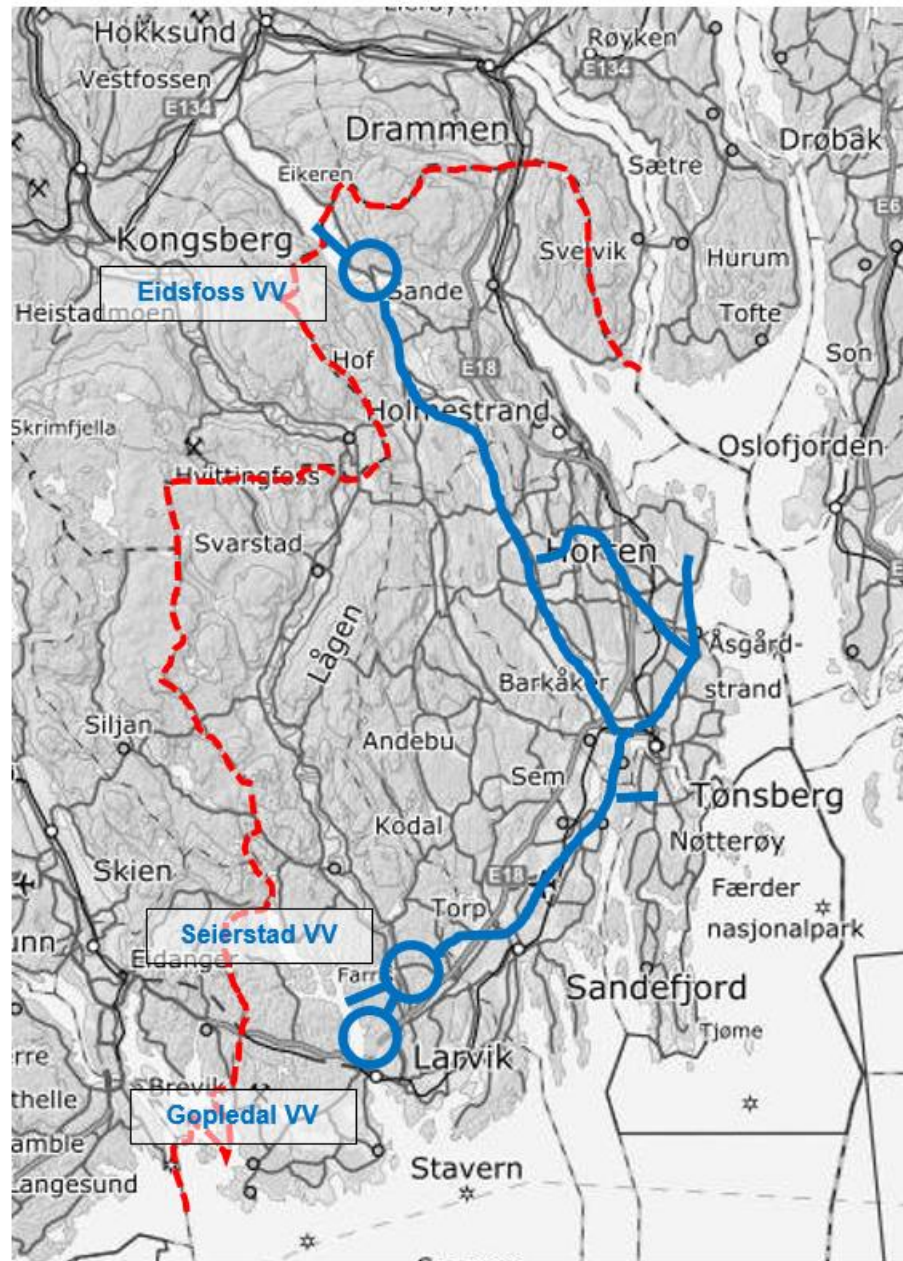 Hokksund
Røyken
Vestfossen
E134
E134
Drammen
Drøbak
Eikeren
Sætre
E6
Kongsberg
Svelvik
Hurum
Eidsfoss VV
Sande
Tofte
Hof
E18
Son
Holmestrand
Skrimfjella
Oslofjorden
Hvittingfoss
Svarstad
Horten
Lågen
Åsgård-
strand
Barkåker
Siljan
Andebu
Sem
Tønsberg
Kodal
Nøtterøy
Skien
E18
Færder
nasjonalpark
Torp
Seierstad VV
Eidanger
Sandefjord
Tjøme
Larvik
Brevik
Gopledal VV
Stavern
Langesund